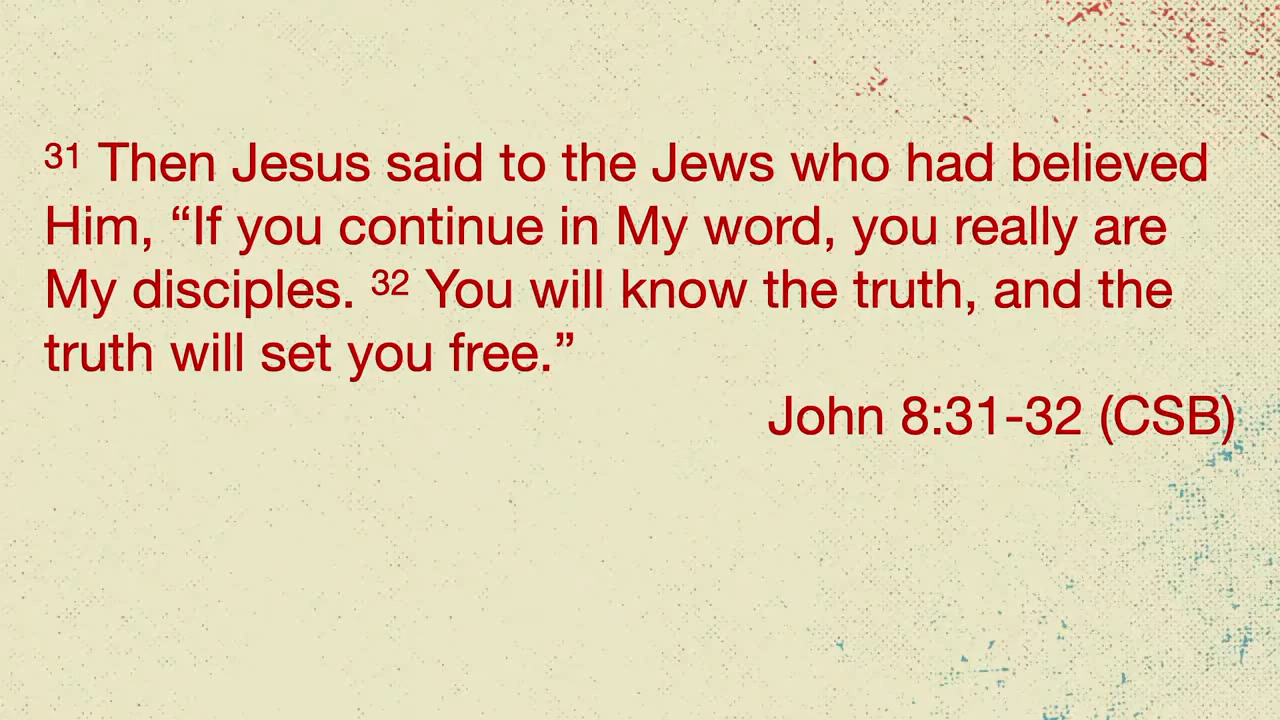 31 Then Jesus said to the Jews who had believed
Him, “If you continue in My word, you really are
My disciples. 32 You will know the truth, and the
truth will set you free.”
John 8:31-32 (CSB)